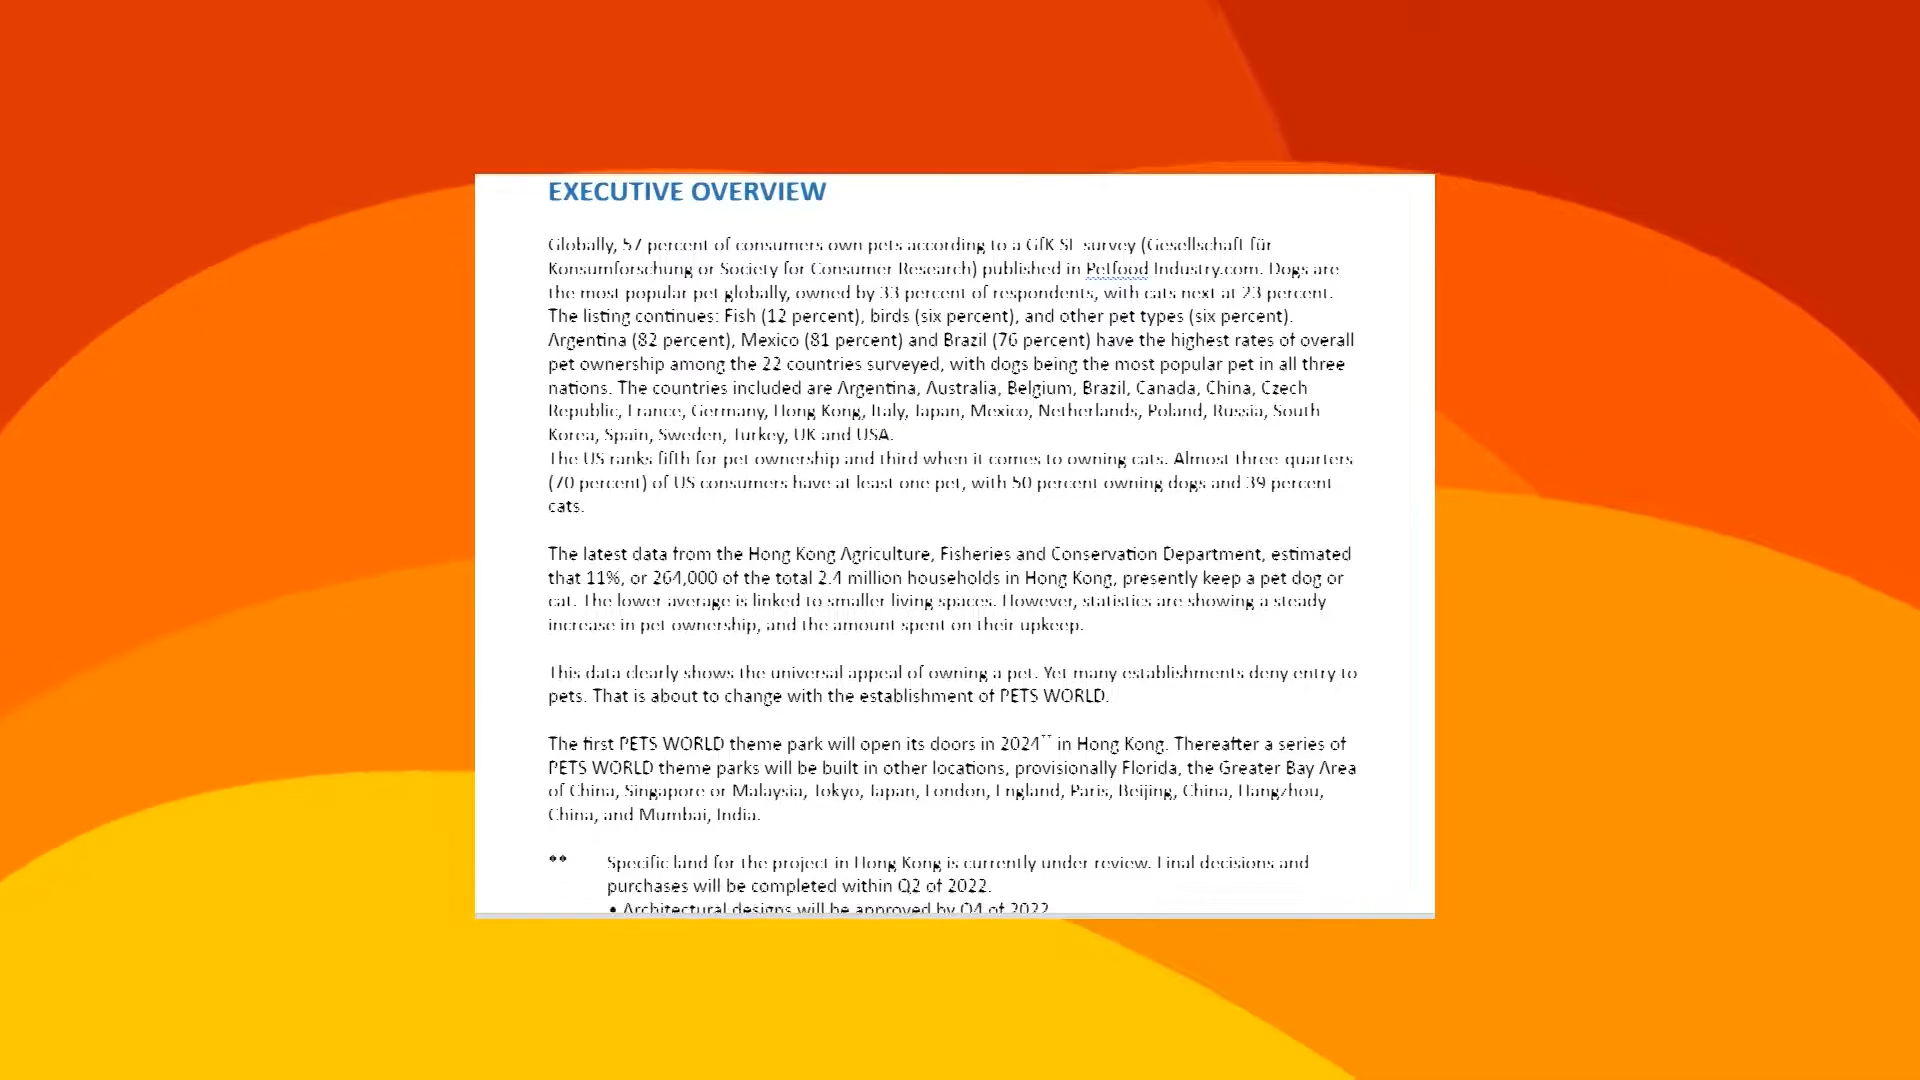 EXECUTIVE OVERVIEW
Globally, 57 percent of consumers own pets according to a GfK SE survey (Gesellschaft für
Konsumforschung or Society for Consumer Research) published in Petfood Industry.com. Dogs are
the most popular pet globally, owned by 33 percent of respondents, with cats next at 23 percent.
The listing continues: Fish (12 percent), birds (six percent), and other pet types (six percent).
Argentina (82 percent), Mexico (81 percent) and Brazil (76 percent) have the highest rates of overall
pet ownership among the 22 countries surveyed, with dogs being the most popular pet in all three
nations. The countries included are Argentina, Australia, Belgium, Brazil, Canada, China, Czech
Republic, France, Germany, Hong Kong, Italy, Japan, Mexico, Netherlands, Poland, Russia, South
Korea, Spain, Sweden, Turkey, UK and USA.
The US ranks fifth for pet ownership and third when it comes to owning cats. Almost three-quarters
(70 percent) of US consumers have at least one pet, with 50 percent owning dogs and 39 percent
cats.
The latest data from the Hong Kong Agriculture, Fisheries and Conservation Department, estimated
that 11%, or 264,000 of the total 2.4 million households in Hong Kong, presently keep a pet dog or
cat. The lower average is linked to smaller living spaces. However, statistics are showing a steady
increase in pet ownership, and the amount spent on their upkeep.
This data clearly shows the universal appeal of owning a pet. Yet many establishments deny entry to
pets. That is about to change with the establishment of PETS WORLD.
The first PETS WORLD theme park will open its doors in 2024** in Hong Kong. Thereafter a series of
PETS WORLD theme parks will be built in other locations, provisionally Florida, the Greater Bay Area
of China, Singapore or Malaysia, Tokyo, Japan, London, England, Paris, Beijing, China, Hangzhou,
China, and Mumbai, India.
** Specific land for the project in Hong Kong is currently under review. Final decisions and
purchases will be completed within Q2 of 2022.
• Architectural designs will be approved by Q4 of 2022